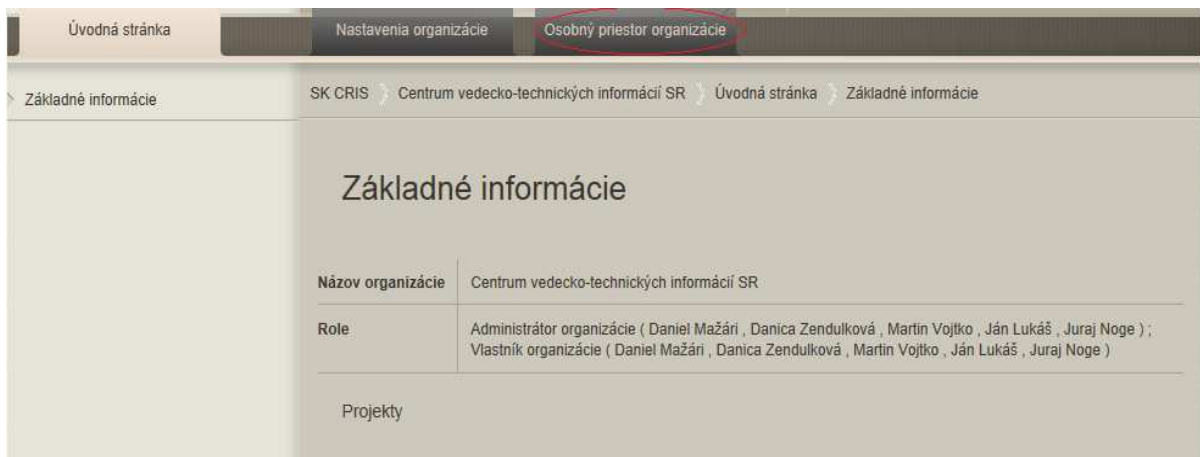 Úvodná stránka
Nastavenia organizácie
Osobný priestor organizácie
Základné informácie
SK CRIS
Centrum vedecko-technických informácií SR
Úvodná stránka
Základné informácie
Základné informácie
Názov organizácie
Centrum vedecko-technických informácií SR
Role
Administrátor organizácie ( Daniel Mažári , Danica Zendulková , Martin Vojtko , Ján Lukáš , Juraj Noge ) ;
Vlastník organizácie ( Daniel Mažári , Danica Zendulková , Martin Vojtko , Ján Lukáš , Juraj Noge )
Projekty